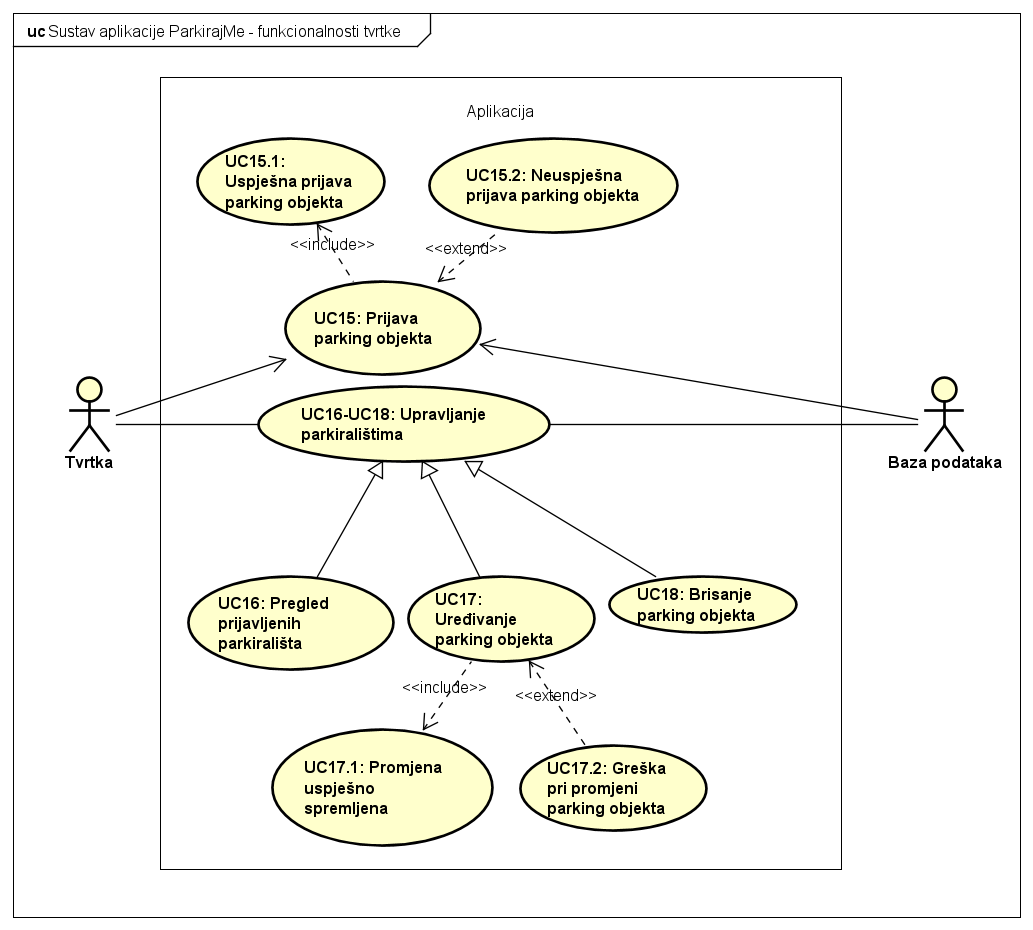 uc Sustav aplikacije ParkirajMe - funkcionalnosti tvrtke
Aplikacija
UC15.1:
Uspješna prijava
parking objekta
UC15.2: Neuspješna
prijava parking objekta
<<include>>
<<extend>>
UC15: Prijava
parking objekta
UC16-UC18: Upravljanje
parkiralištima
Tvrtka
Baza podataka
UC16: Pregled
prijavljenih
parkirališta
UC17:
Uređivanje
parking objekta
UC18: Brisanje
parking objekta
<<include>>
<<extend>>
UC17.1: Promjena
uspješno
spremljena
UC17.2: Greška
pri promjeni
parking objekta